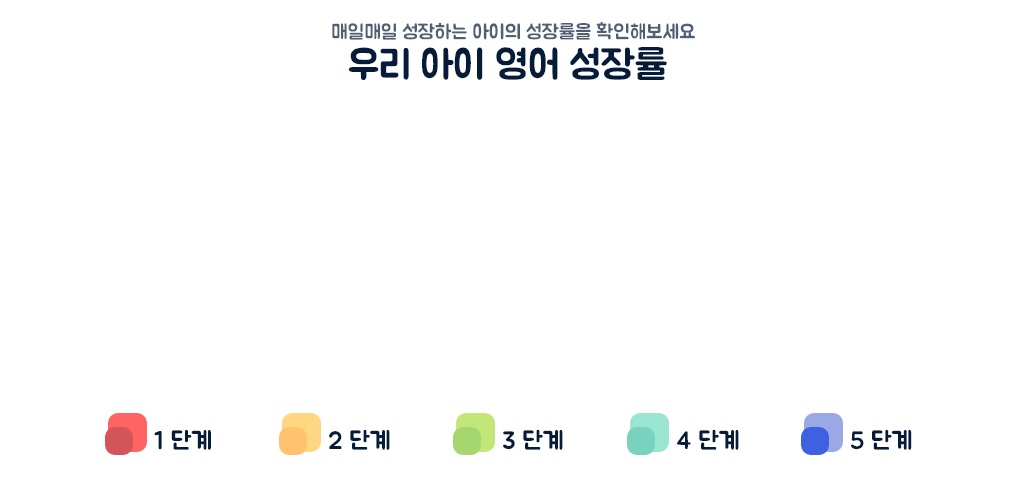 매일매일 성장하는 아이의 성장률을 확인해보세요
우리 아이 영어 성장률
1 단계
2 단계
3 단계
4 단계
5 단계